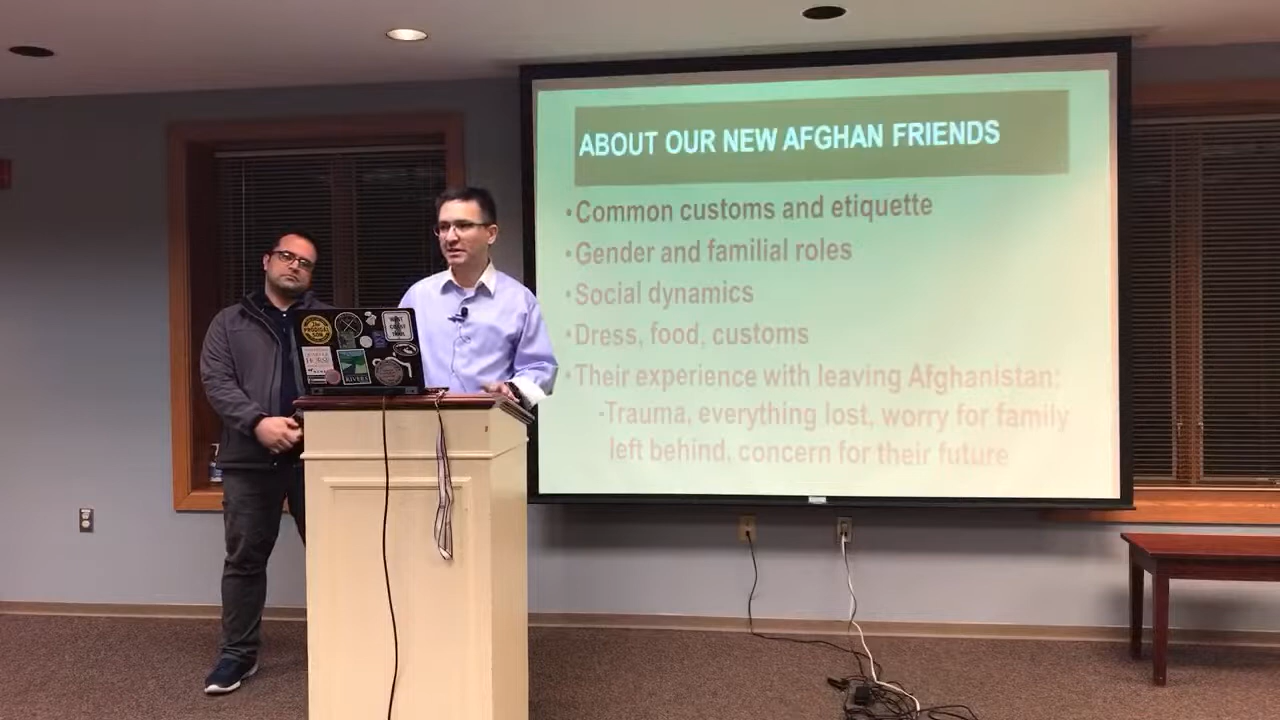 ABOUT OUR NEW AFGHAN FRIENDS
•Common customs and etiquette
•Gender and familial roles
•Social dynamics
•Dress, food, customs
•Their experience with leaving Afghanistan:
-Trauma, everything lost, worry for family
left behind, concern for their future